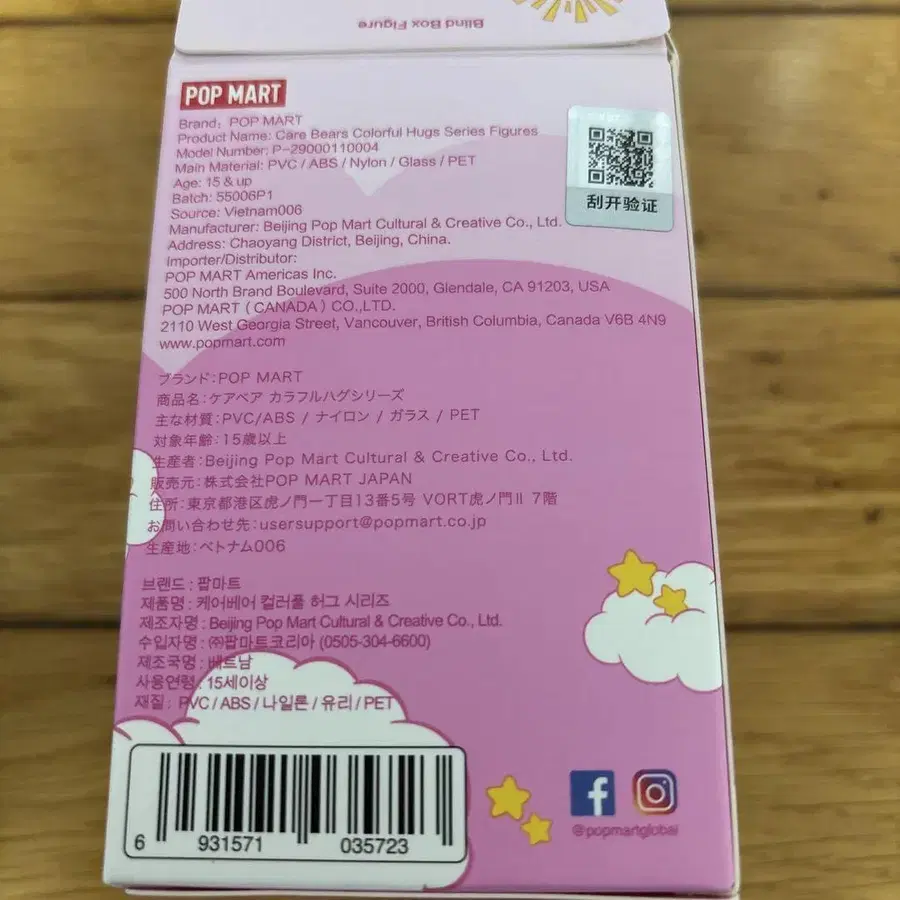 Blind Box Figure
POP MART
Brand: POP MART
Product Name: Care Bears Colorful Hugs Series Figures
Model Number: P-29000110004
Main Material: PVC / ABS / Nylon / Glass / PET
Age: 15 & up
Batch: 55006P1
Source: Vietnam006
Manufacturer: Beijing Pop Mart Cultural & Creative Co., Ltd.
Address: Chaoyang District, Beijing, China.
Importer/Distributor:
POP MART Americas Inc.
500 North Brand Boulevard, Suite 2000, Glendale, CA 91203, USA
POP MART ( CANADA ) CO.,LTD.
2110 West Georgia Street, Vancouver, British Columbia, Canada V6B 4N9
www.popmart.com
刮开验证
ブランド:POP MART
商品名:ケアベア カラフルハグシリーズ
主な材質:PVC/ABS / ナイロン / ガラス / PET
対象年齢:15歳以上
生産者:Beijing Pop Mart Cultural & Creative Co., Ltd.
販売元:株式会社POP MART JAPAN
住所:東京都港区虎ノ門一丁目13番5号 VORT虎ノ門Ⅱ 7階
お問い合わせ先:usersupport@popmart.co.jp
生産地:ベトナム006
브랜드 : 팝마트
제품명 : 케어베어 컬러풀 허그 시리즈
제조자명 : Beijing Pop Mart Cultural & Creative Co., Ltd.
수입자명 : ㈜팝마트코리아 (0505-304-6600)
제조국명 : 베트남
사용연령 : 15세이상
재질 : PVC / ABS / 나일론 / 유리 / PET
6 931571 035723
@popmartglobal